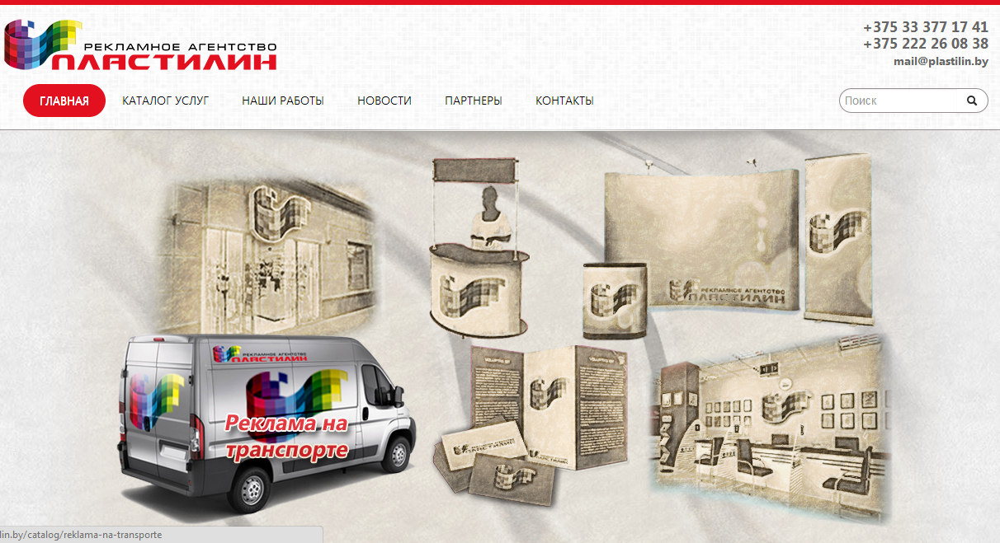 РЕКЛАМНОЕ АГЕНТСТВО
ПЛАСТИЛИН
+375 33 377 17 41
+375 222 26 08 38
mail@plastilin.by
ГЛАВНАЯ КАТАЛОГ УСЛУГ НАШИ РАБОТЫ НОВОСТИ ПАРТНЕРЫ КОНТАКТЫ
Поиск
РЕКЛАМНОЕ АГЕНТСТВО
ПЛАСТИЛИН
РЕКЛАМНОЕ АГЕНТСТВО
ПЛАСТИЛИН
Реклама на
транспорте
ПЛАСТИЛИН
lin.by/catalog/reklama-na-transporte